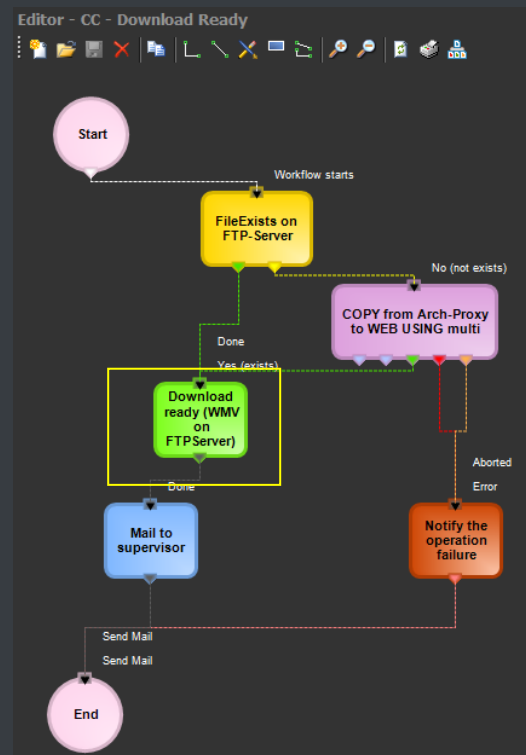 Editor - CC - Download Ready
Start
Workflow starts
FileExists on
FTP-Server
No (not exists)
COPY from Arch-Proxy
to WEB USING multi
Done
Yes (exists)
Download
ready (WMV
on
FTPServer)
Aborted
Done
Error
Mail to
supervisor
Notify the
operation
failure
Send Mail
Send Mail
End